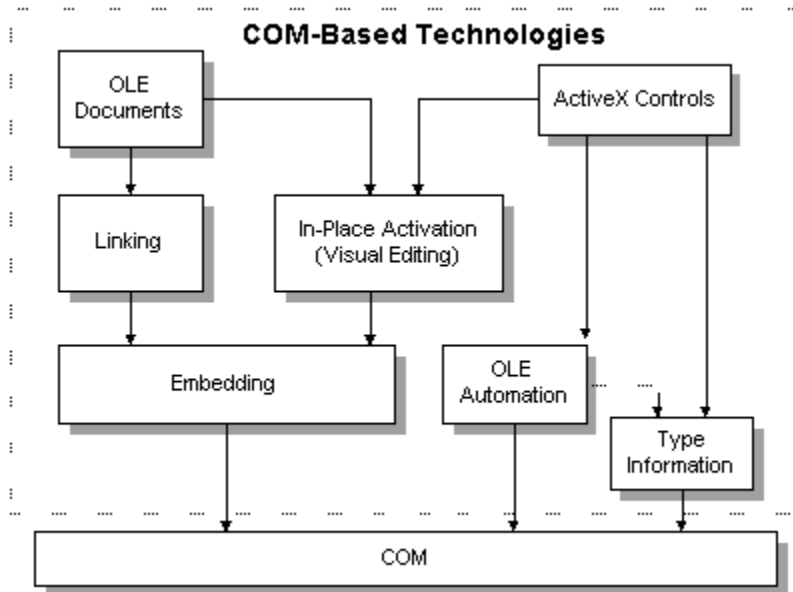 COM-Based Technologies
OLE
Documents
ActiveX Controls
Linking
In-Place Activation
(Visual Editing)
Embedding
OLE
Automation
Type
Information
COM